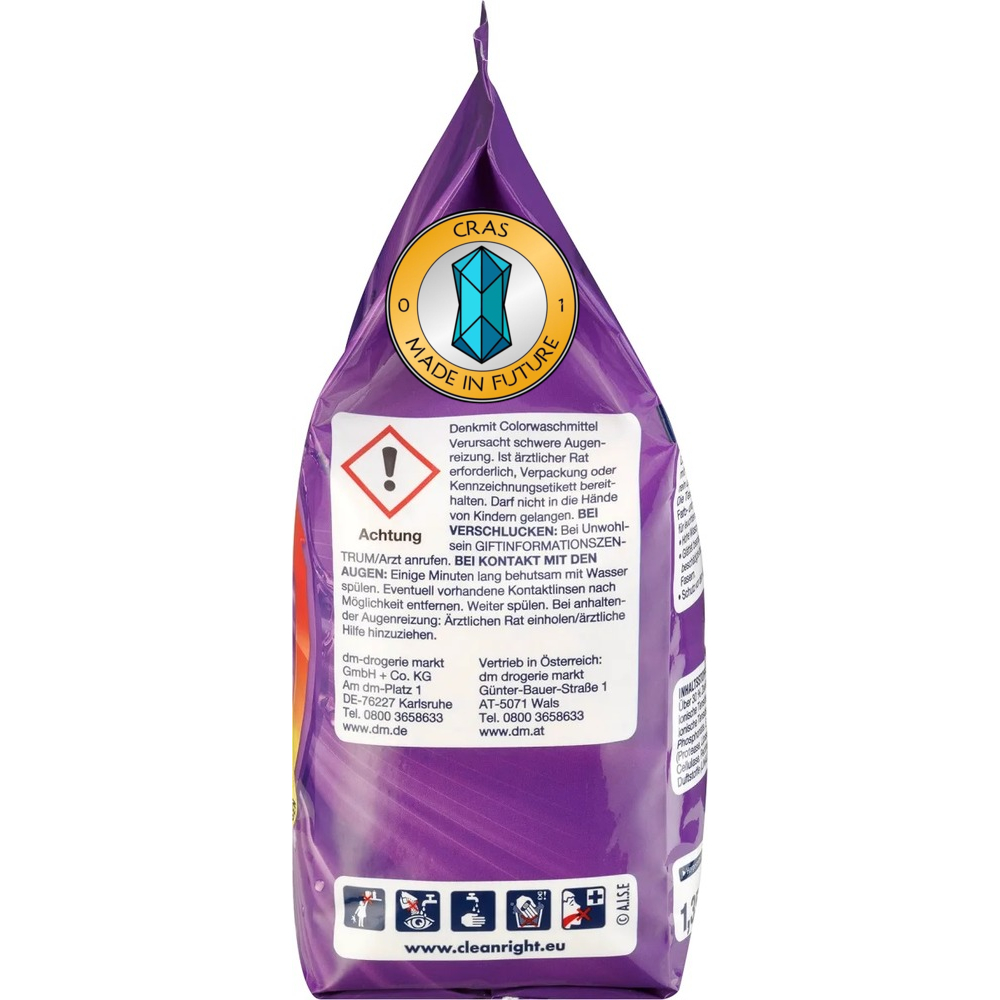 CRAS
0 1
MADE IN FUTURE
Denkmit Colorwaschmittel
Verursacht schwere Augen-
reizung. Ist ärztlicher Rat
erforderlich, Verpackung oder
Kennzeichnungsetikett bereit-
halten. Darf nicht in die Hände
von Kindern gelangen. BEI
VERSCHLUCKEN: Bei Unwohl-
sein GIFTINFORMATIONSZEN-
Achtung
TRUM/Arzt anrufen. BEI KONTAKT MIT DEN
AUGEN: Einige Minuten lang behutsam mit Wasser
spülen. Eventuell vorhandene Kontaktlinsen nach
Möglichkeit entfernen. Weiter spülen. Bei anhalten-
der Augenreizung: Ärztlichen Rat einholen/ärztliche
Hilfe hinzuziehen.
dm-drogerie markt
GmbH + Co. KG
Am dm-Platz 1
DE-76227 Karlsruhe
Tel. 0800 3658633
www.dm.de
Vertrieb in Österreich:
dm drogerie markt
Günter-Bauer-Straße 1
AT-5071 Wals
Tel. 0800 3658633
www.dm.at
© A.I.S.E
www.cleanright.eu
Fasern.
Über 30 %